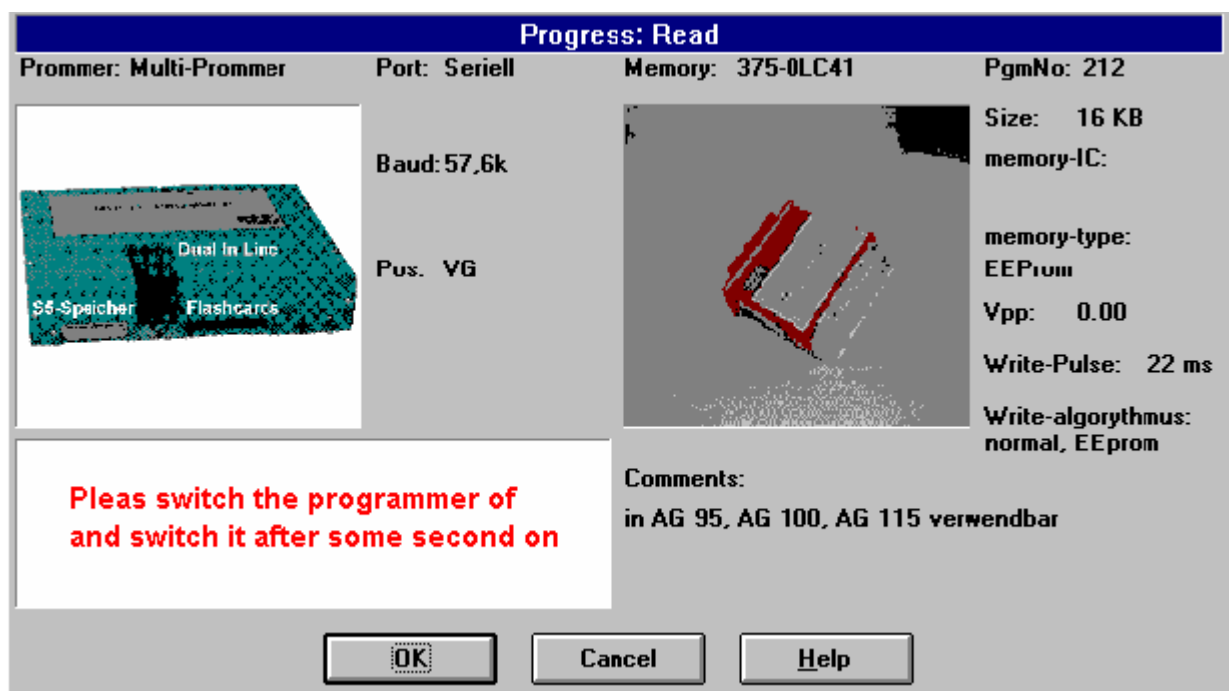 Progress: Read
Prommer: Multi-Prommer Port: Seriell Memory: 375-0LC41 PgmNo: 212
Size: 16 KB
Baud: 57,6k
memory-IC:
Dual In Line
memory-type:
Pos. VG
EEProm
S5-Speicher Flashcards
Vpp: 0.00
Write-Pulse: 22 ms
Write-algorythmus:
normal, EEprom
Pleas switch the programmer of
and switch it after some second on
Comments:
in AG 95, AG 100, AG 115 verwendbar
OK Cancel Help